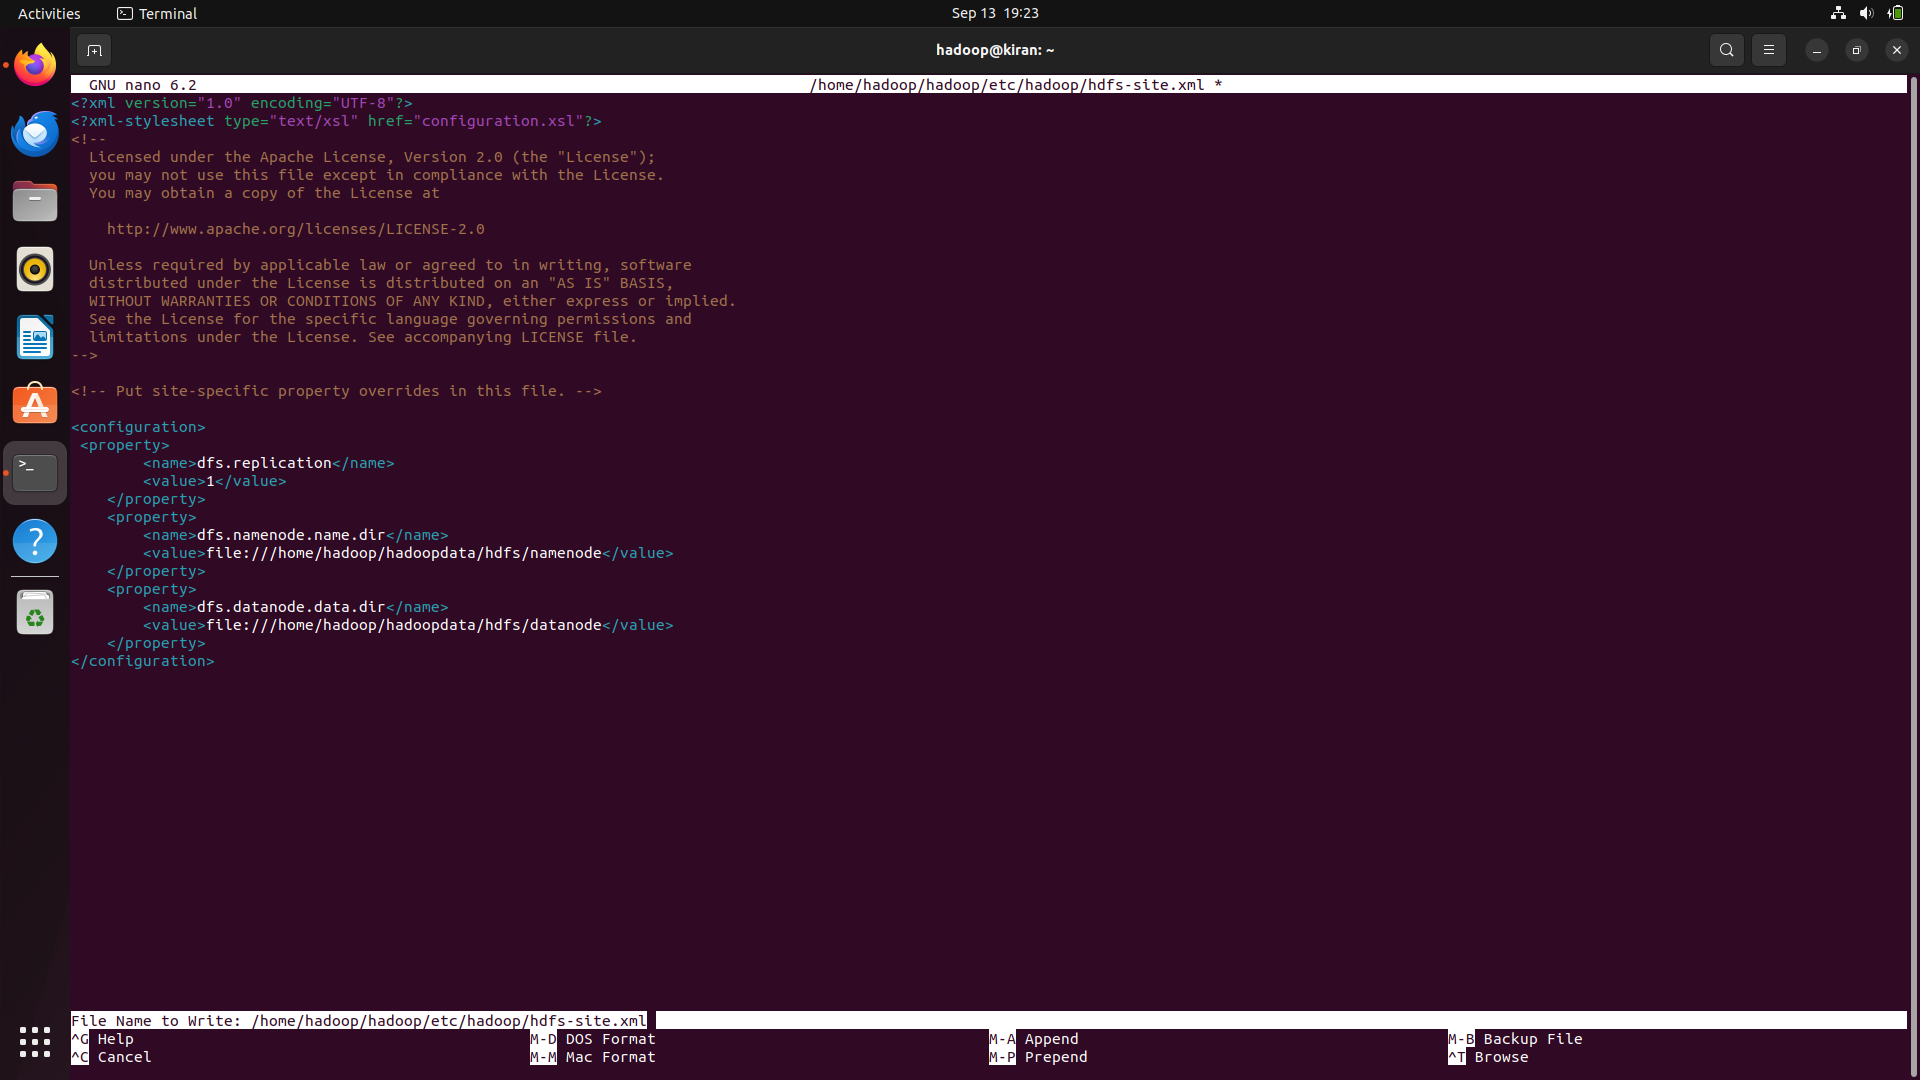 Activities Terminal Sep 13 19:23
hadoop@kiran: ~
GNU nano 6.2 /home/hadoop/hadoop/etc/hadoop/hdfs-site.xml *
<?xml version="1.0" encoding="UTF-8"?>
<?xml-stylesheet type="text/xsl" href="configuration.xsl"?>
<!--
  Licensed under the Apache License, Version 2.0 (the "License");
  you may not use this file except in compliance with the License.
  You may obtain a copy of the License at

    http://www.apache.org/licenses/LICENSE-2.0

  Unless required by applicable law or agreed to in writing, software
  distributed under the License is distributed on an "AS IS" BASIS,
  WITHOUT WARRANTIES OR CONDITIONS OF ANY KIND, either express or implied.
  See the License for the specific language governing permissions and
  limitations under the License. See accompanying LICENSE file.
-->

<!-- Put site-specific property overrides in this file. -->

<configuration>
 <property>
        <name>dfs.replication</name>
        <value>1</value>
    </property>
    <property>
        <name>dfs.namenode.name.dir</name>
        <value>file:///home/hadoop/hadoopdata/hdfs/namenode</value>
    </property>
    <property>
        <name>dfs.datanode.data.dir</name>
        <value>file:///home/hadoop/hadoopdata/hdfs/datanode</value>
    </property>
</configuration>
File Name to Write: /home/hadoop/hadoop/etc/hadoop/hdfs-site.xml
^G Help M-D DOS Format M-A Append M-B Backup File
^C Cancel M-M Mac Format M-P Prepend ^T Browse